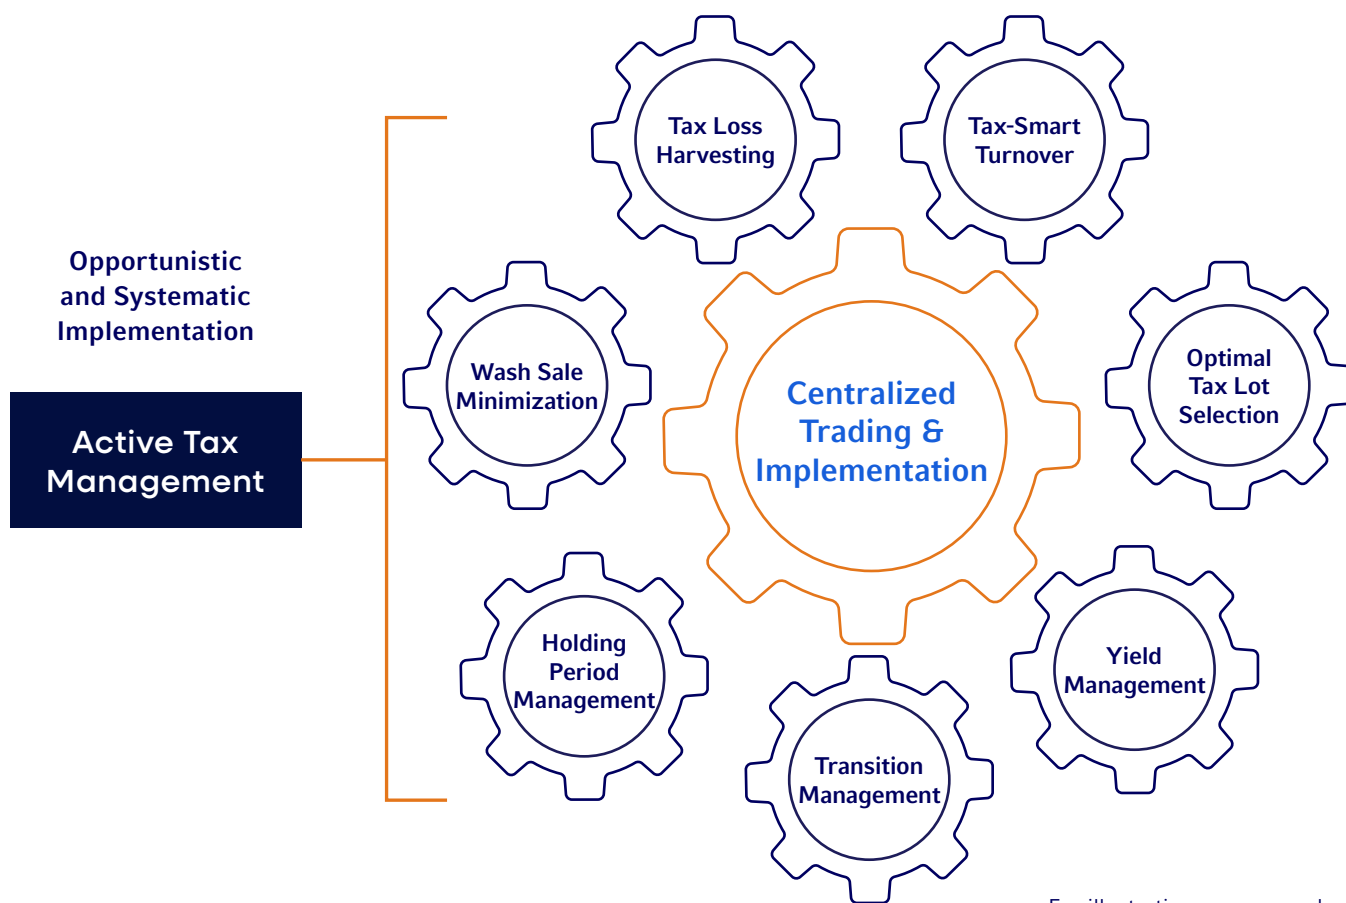 Opportunistic
and Systematic
Implementation
Active Tax
Management
Tax Loss
Harvesting
Tax-Smart
Turnover
Wash Sale
Minimization
Centralized
Trading &
Implementation
Optimal
Tax Lot
Selection
Holding
Period
Management
Yield
Management
Transition
Management